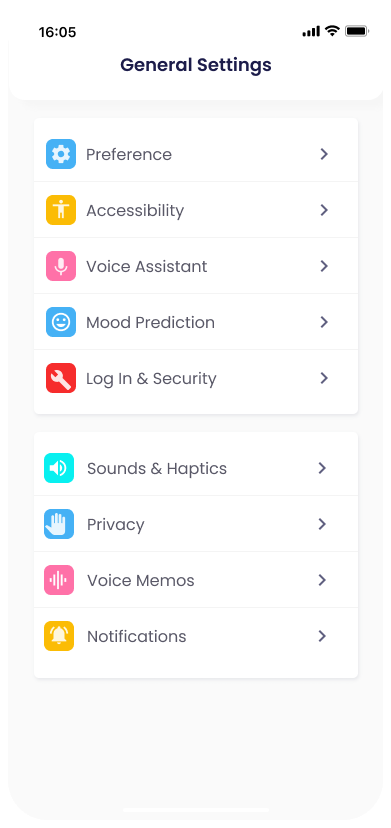 16:05
General Settings
Preference
Accessibility
Voice Assistant
Mood Prediction
Log In & Security
Sounds & Haptics
Privacy
Voice Memos
Notifications